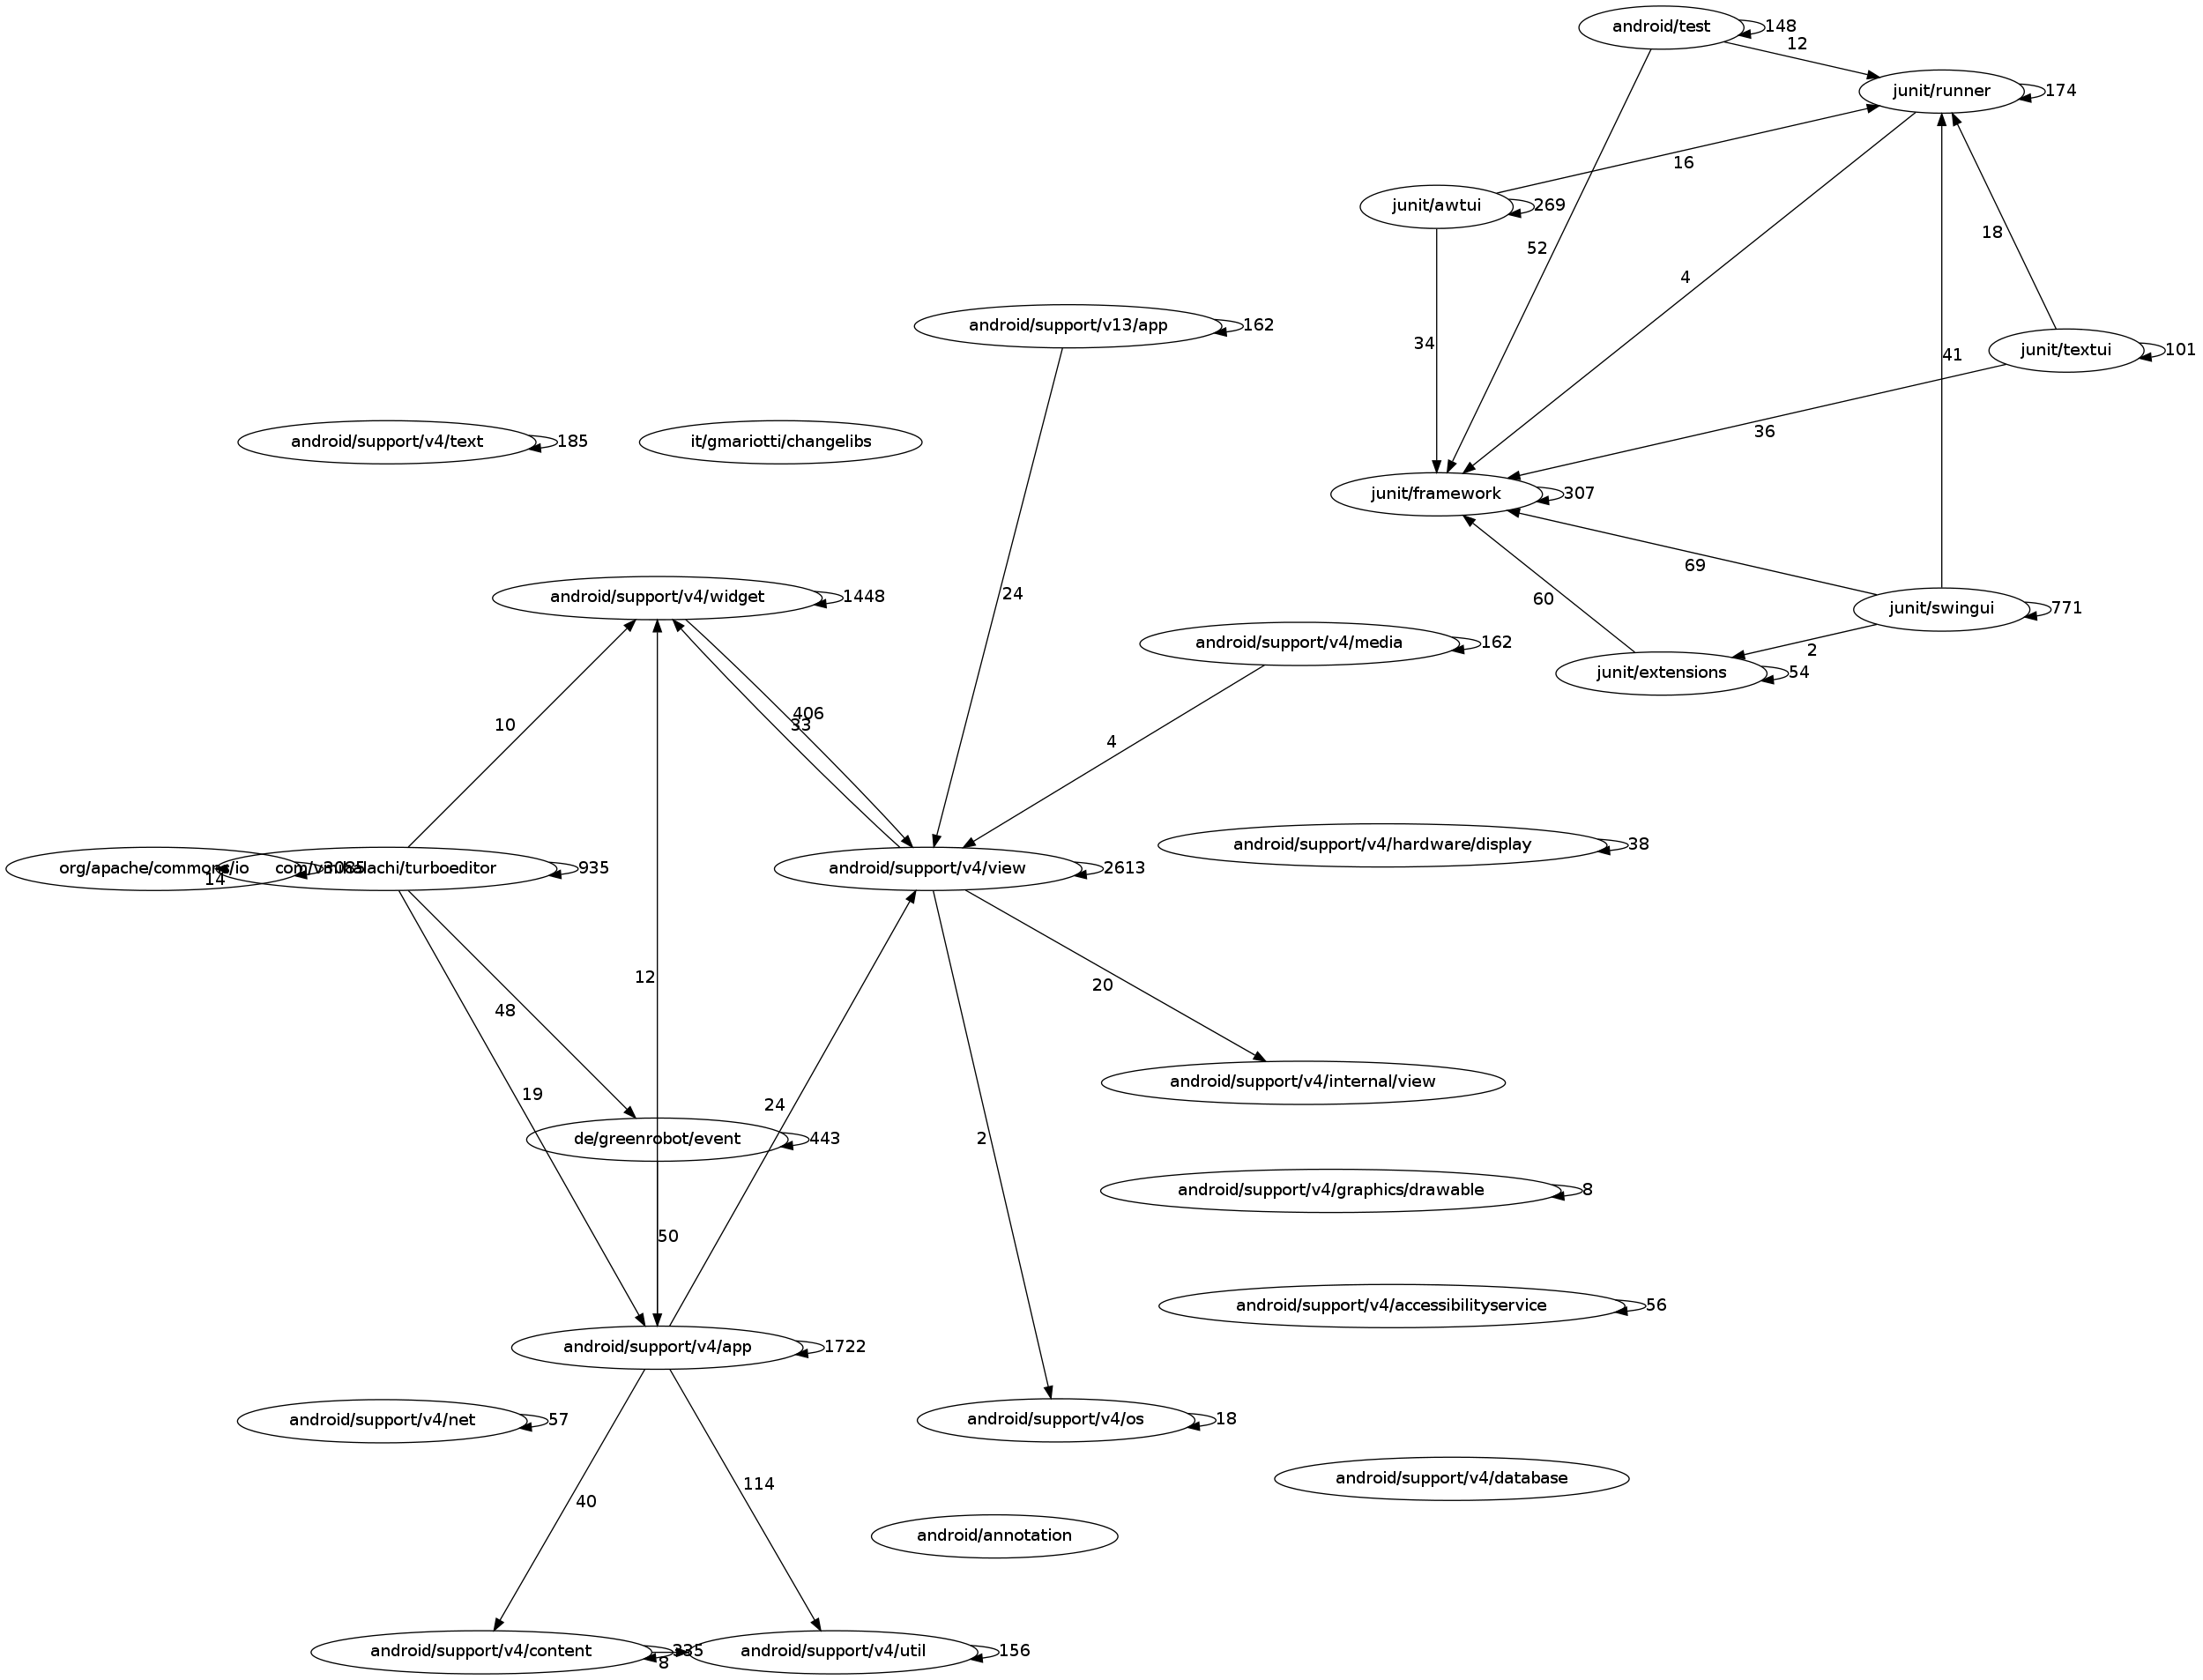 android/test
148
12
junit/runner
174
16
junit/awtui
269
18
52
4
android/support/v13/app
162
34
41
junit/textui
101
36
android/support/v4/text
185
it/gmariotti/changelibs
junit/framework
307
69
24
android/support/v4/widget
1448
60
junit/swingui
771
android/support/v4/media
162
2
junit/extensions
54
406
33
10
4
android/support/v4/hardware/display
38
org/apache/commons/io
3085
14
935
android/support/v4/view
2613
12
20
48
android/support/v4/internal/view
19
24
2
de/greenrobot/event
443
android/support/v4/graphics/drawable
8
50
android/support/v4/accessibilityservice
56
android/support/v4/app
1722
android/support/v4/net
57
android/support/v4/os
18
114
android/support/v4/database
40
android/annotation
android/support/v4/content
335
8
android/support/v4/util
156